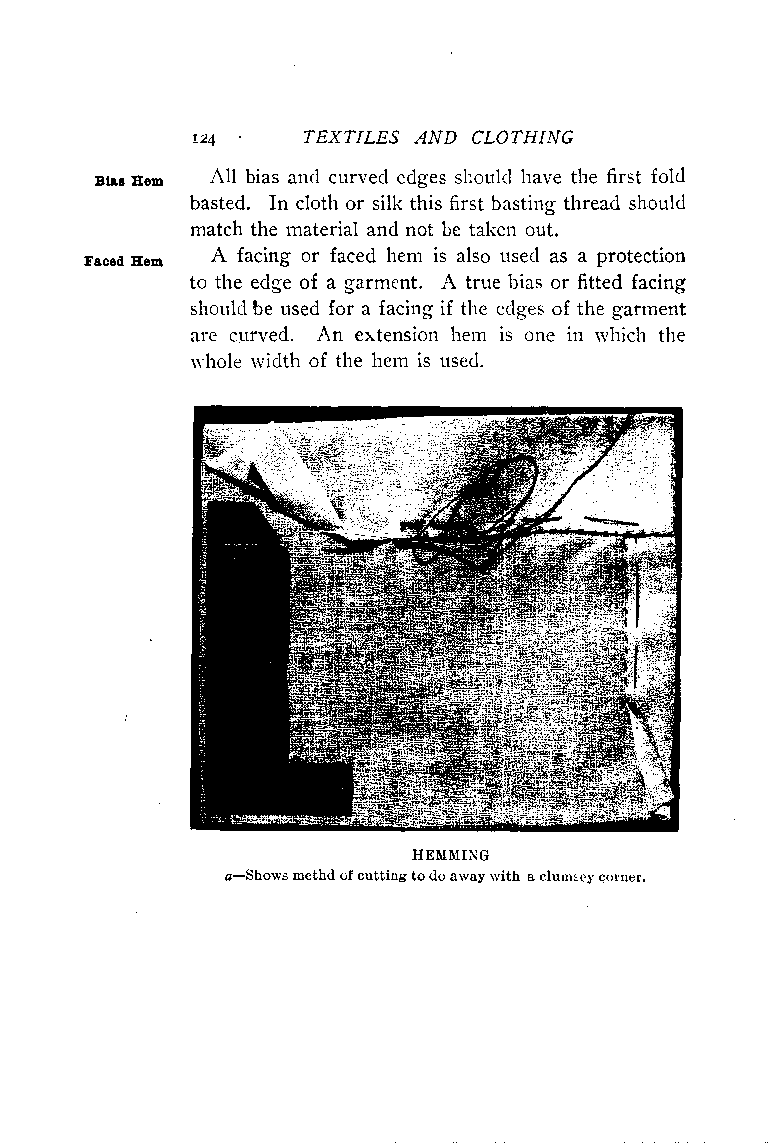 124 TEXTILES AND CLOTHING
Bias Hem
All bias and curved edges should have the first fold
basted. In cloth or silk this first basting thread should
match the material and not be taken out.
Faced Hem
A facing or faced hem is also used as a protection
to the edge of a garment. A true bias or fitted facing
should be used for a facing if the edges of the garment
are curved. An extension hem is one in which the
whole width of the hem is used.
HEMMING
a—Shows methd of cutting to do away with a clumsey corner.